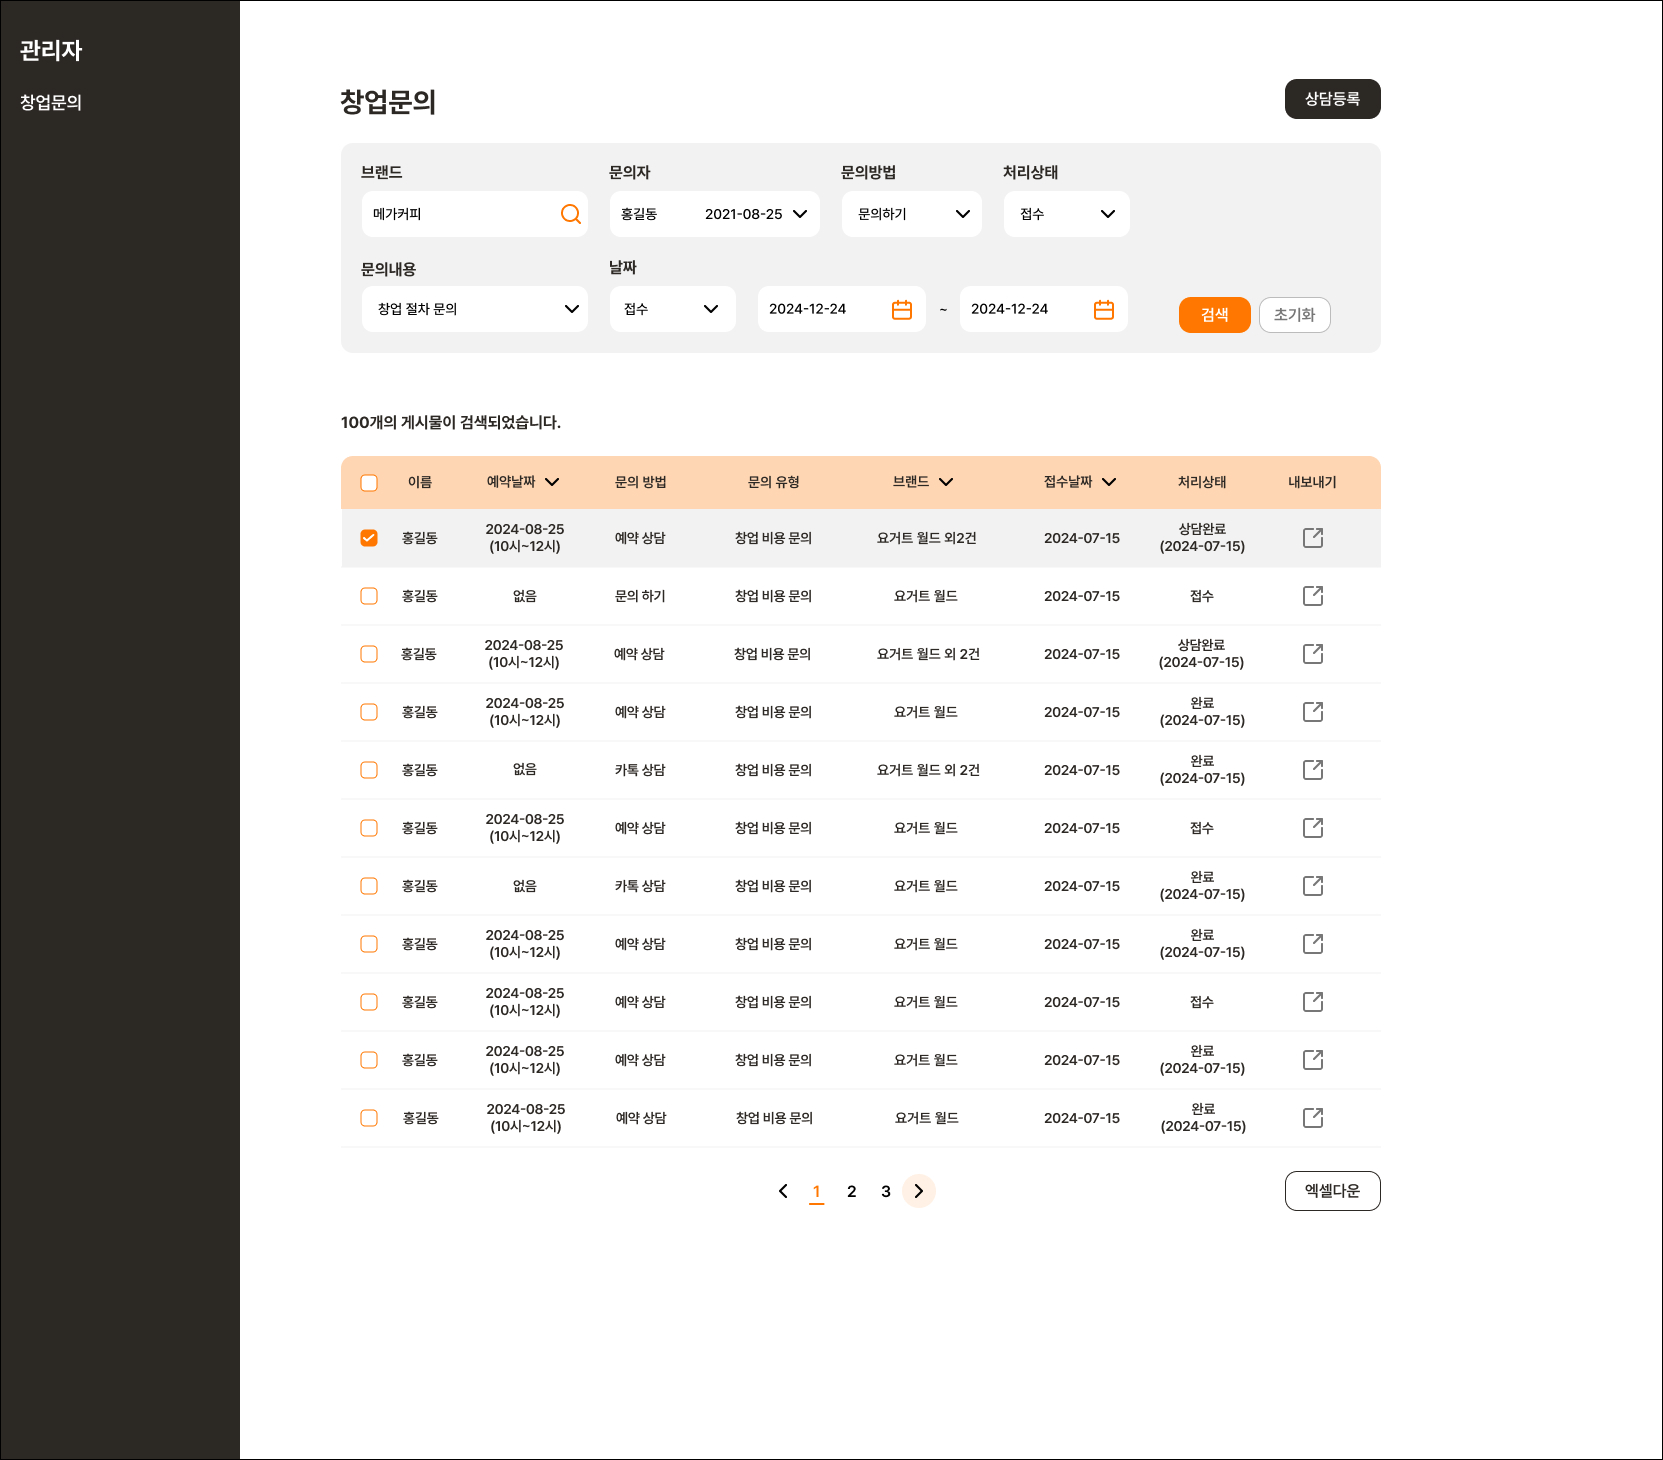 관리자
창업문의
창업문의
상담등록
브랜드 문의자 문의방법 처리상태
메가커피 홍길동 2021-08-25 문의하기 접수
문의내용 날짜
창업 절차 문의 접수 2024-12-24 ~ 2024-12-24
검색 초기화
100개의 게시물이 검색되었습니다.
이름 예약날짜 문의 방법 문의 유형 브랜드 접수날짜 처리상태 내보내기
홍길동 2024-08-25 (10시~12시) 예약 상담 창업 비용 문의 요거트 월드 외2건 2024-07-15 상담완료 (2024-07-15)
홍길동 없음 문의 하기 창업 비용 문의 요거트 월드 2024-07-15 접수
홍길동 2024-08-25 (10시~12시) 예약 상담 창업 비용 문의 요거트 월드 외 2건 2024-07-15 상담완료 (2024-07-15)
홍길동 2024-08-25 (10시~12시) 예약 상담 창업 비용 문의 요거트 월드 2024-07-15 완료 (2024-07-15)
홍길동 없음 카톡 상담 창업 비용 문의 요거트 월드 외 2건 2024-07-15 완료 (2024-07-15)
홍길동 2024-08-25 (10시~12시) 예약 상담 창업 비용 문의 요거트 월드 2024-07-15 접수
홍길동 없음 카톡 상담 창업 비용 문의 요거트 월드 2024-07-15 완료 (2024-07-15)
홍길동 2024-08-25 (10시~12시) 예약 상담 창업 비용 문의 요거트 월드 2024-07-15 완료 (2024-07-15)
홍길동 2024-08-25 (10시~12시) 예약 상담 창업 비용 문의 요거트 월드 2024-07-15 접수
홍길동 2024-08-25 (10시~12시) 예약 상담 창업 비용 문의 요거트 월드 2024-07-15 완료 (2024-07-15)
홍길동 2024-08-25 (10시~12시) 예약 상담 창업 비용 문의 요거트 월드 2024-07-15 완료 (2024-07-15)
1 2 3
엑셀다운